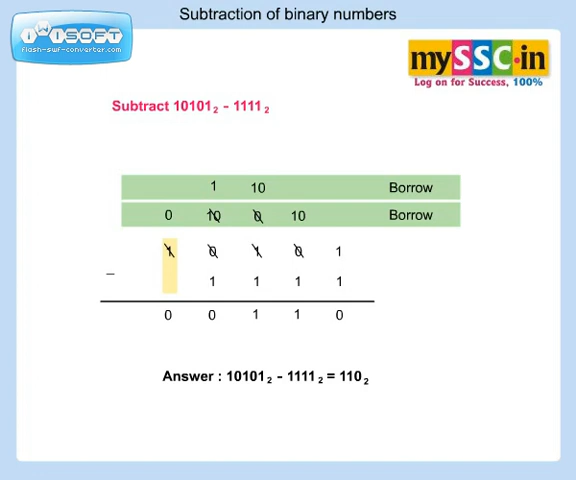 Subtraction of binary numbers
iWiSOFT
flash-swf-converter.com
mySSC.in
Log on for Success, 100%
Subtract 10101₂ - 1111₂
1 10 Borrow
0 10 0 10 Borrow
1 0 1 0 1
- 1 1 1 1
0 0 1 1 0
Answer : 10101₂ - 1111₂ = 110₂